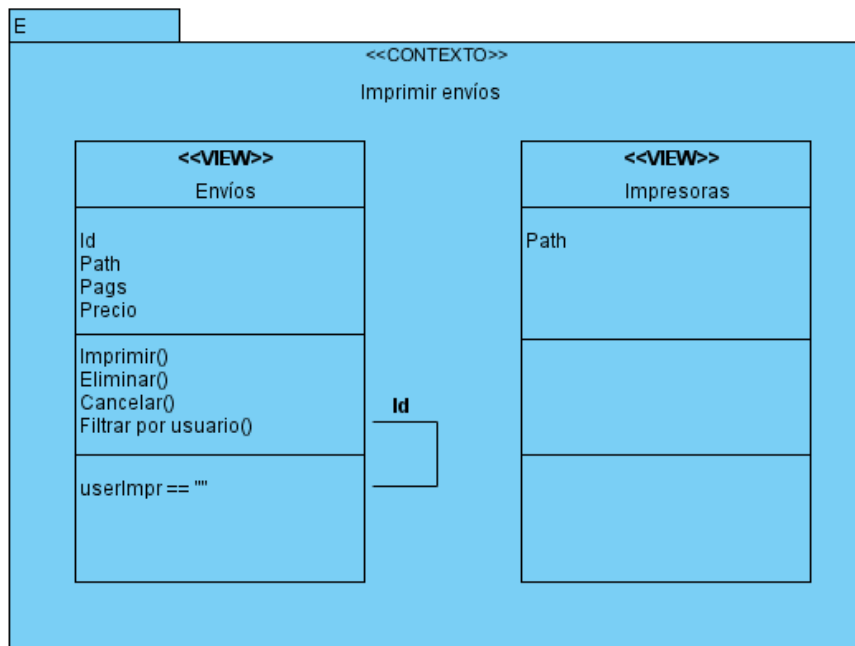 E
<<CONTEXTO>>
Imprimir envíos
<<VIEW>>
Envíos
Id
Path
Pags
Precio
Imprimir()
Eliminar()
Cancelar()
Filtrar por usuario()
userImpr == ""
Id
<<VIEW>>
Impresoras
Path